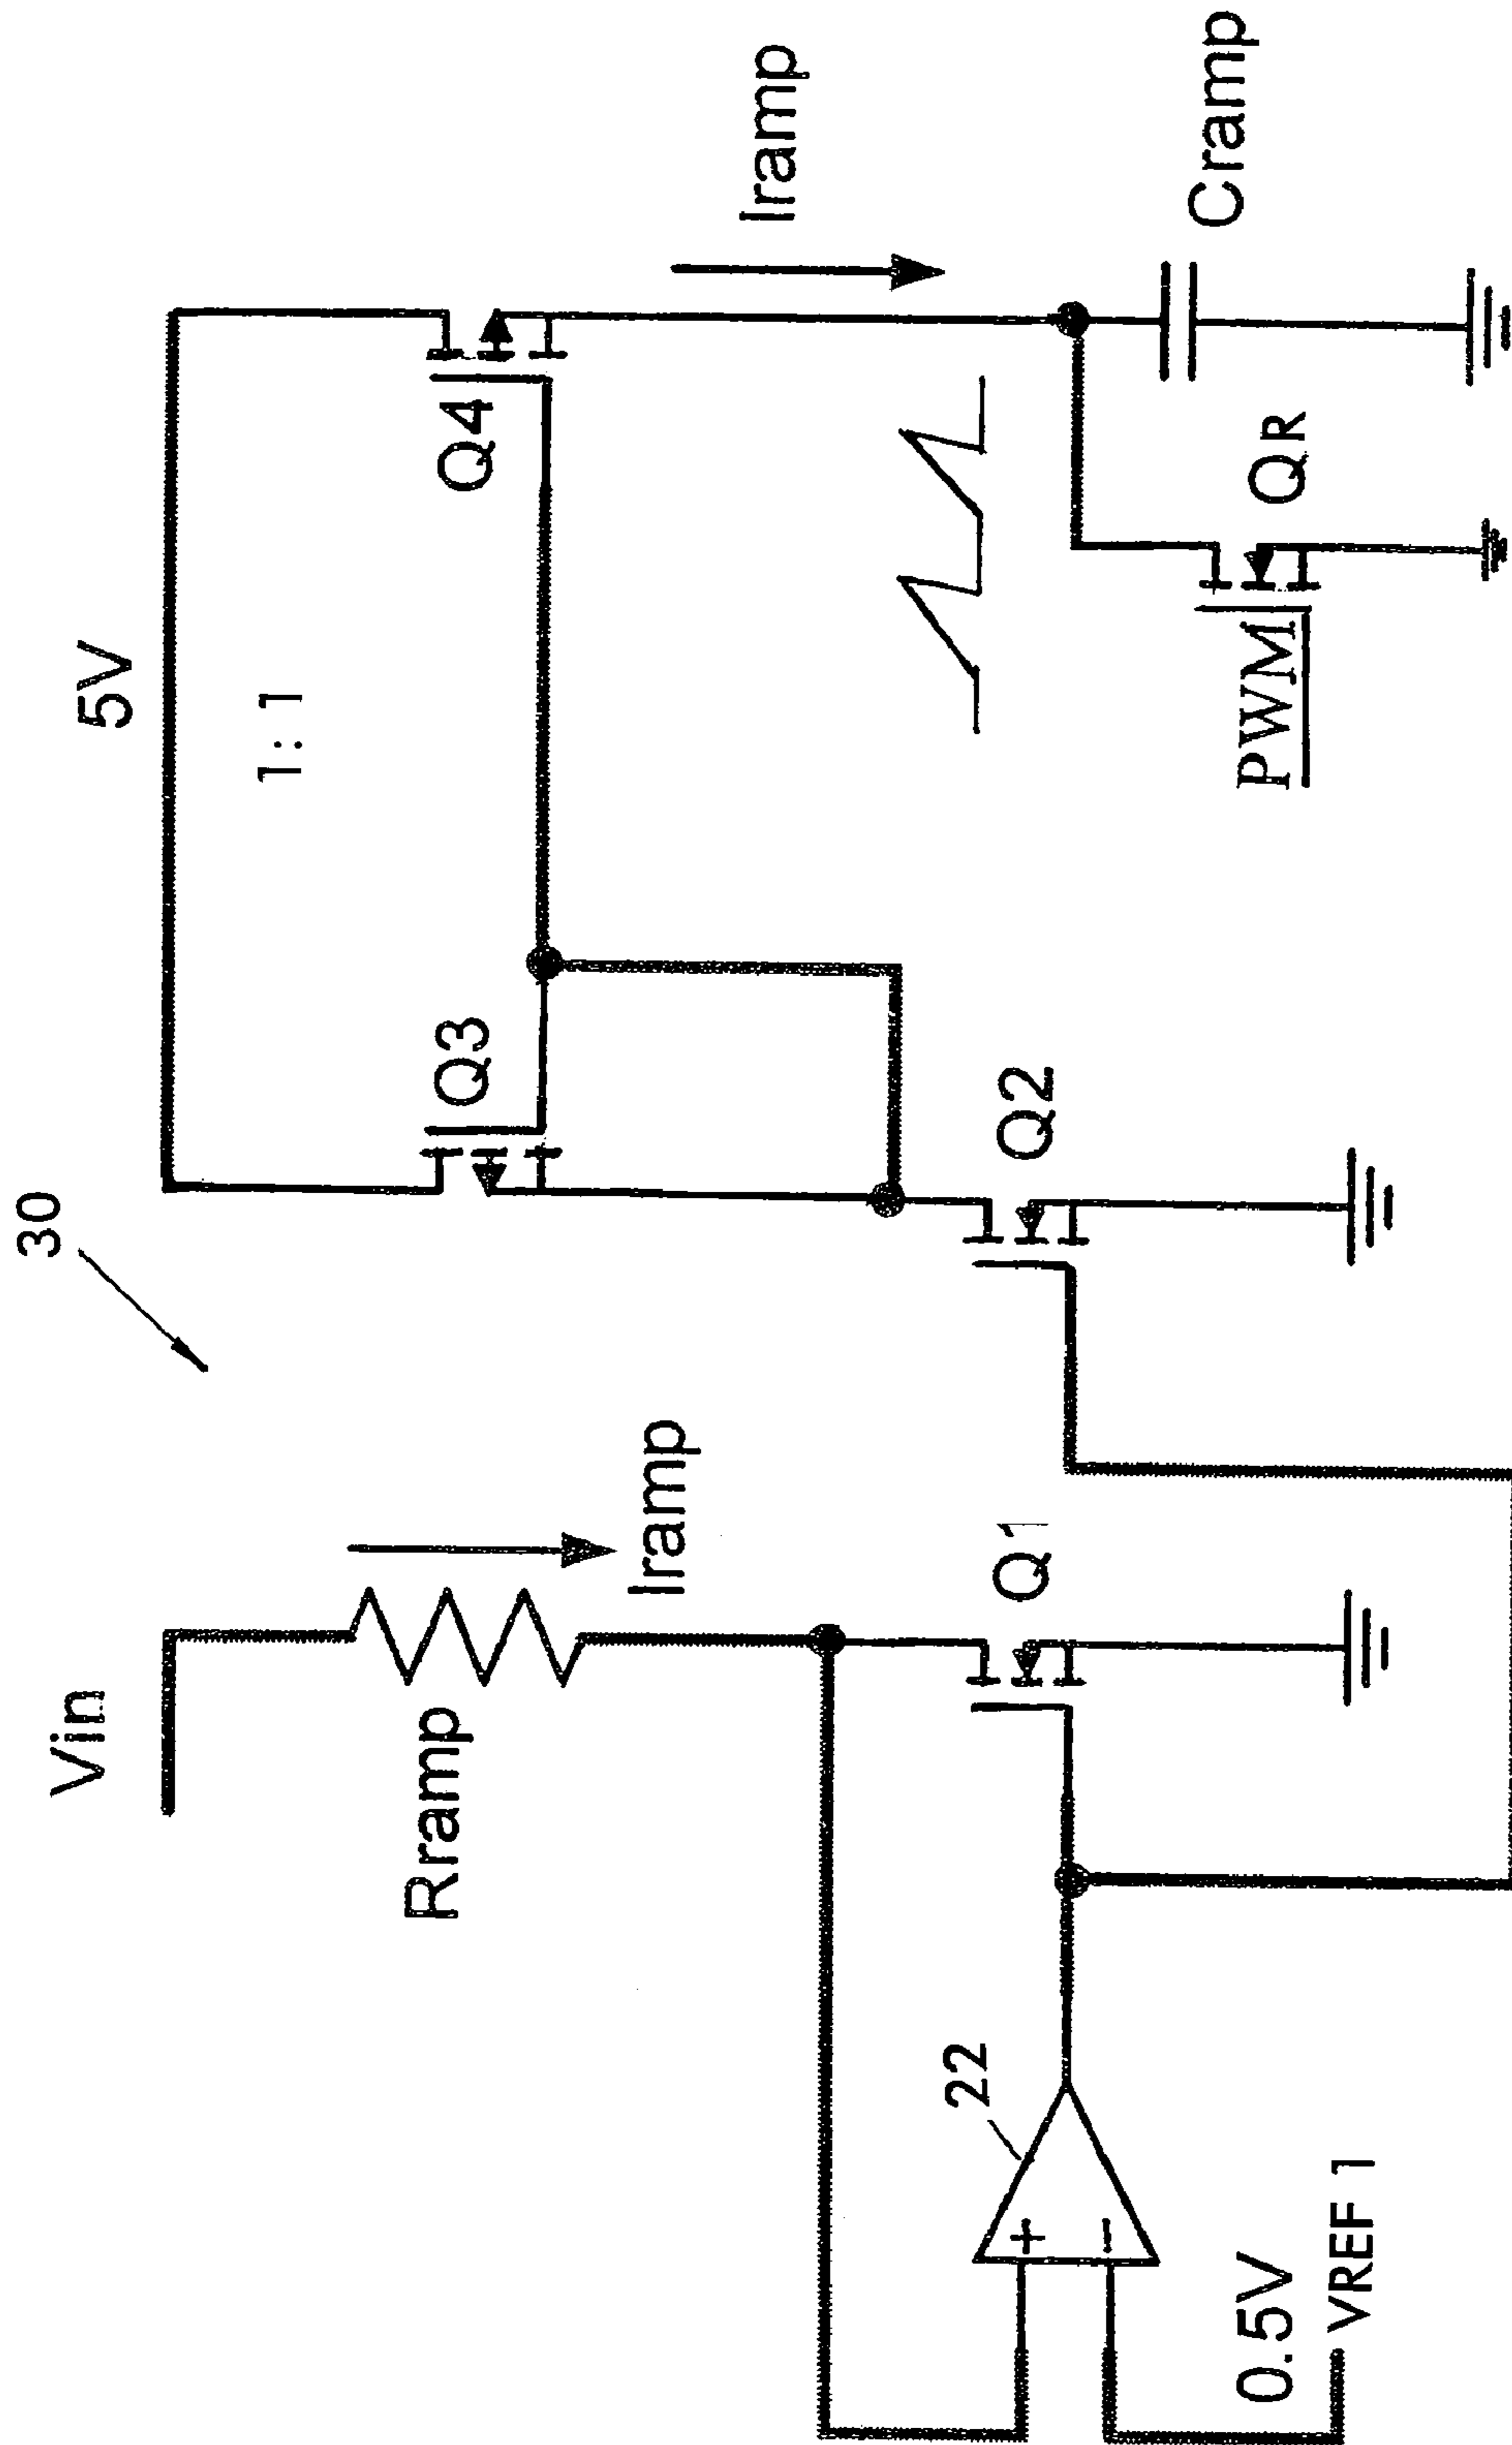 30
Vin
5V
1:1
Rramp
Q3
Q4
Iramp
Iramp
22
+
−
Q1
Q2
0.5V
VREF 1
PWM
QR
Cramp